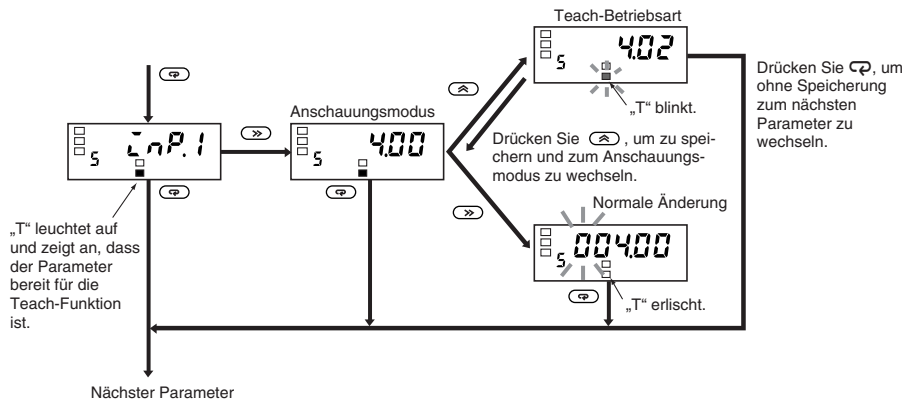 Teach-Betriebsart
S 4.02
„T“ blinkt.
Drücken Sie , um
ohne Speicherung
zum nächsten
Parameter zu
wechseln.
Anschauungsmodus
S InP.1
S 4.00
Drücken Sie , um zu spei-
chern und zum Anschauungs-
modus zu wechseln.
Normale Änderung
S 004.00
„T“ erlischt.
„T“ leuchtet auf
und zeigt an, dass
der Parameter
bereit für die
Teach-Funktion
ist.
Nächster Parameter